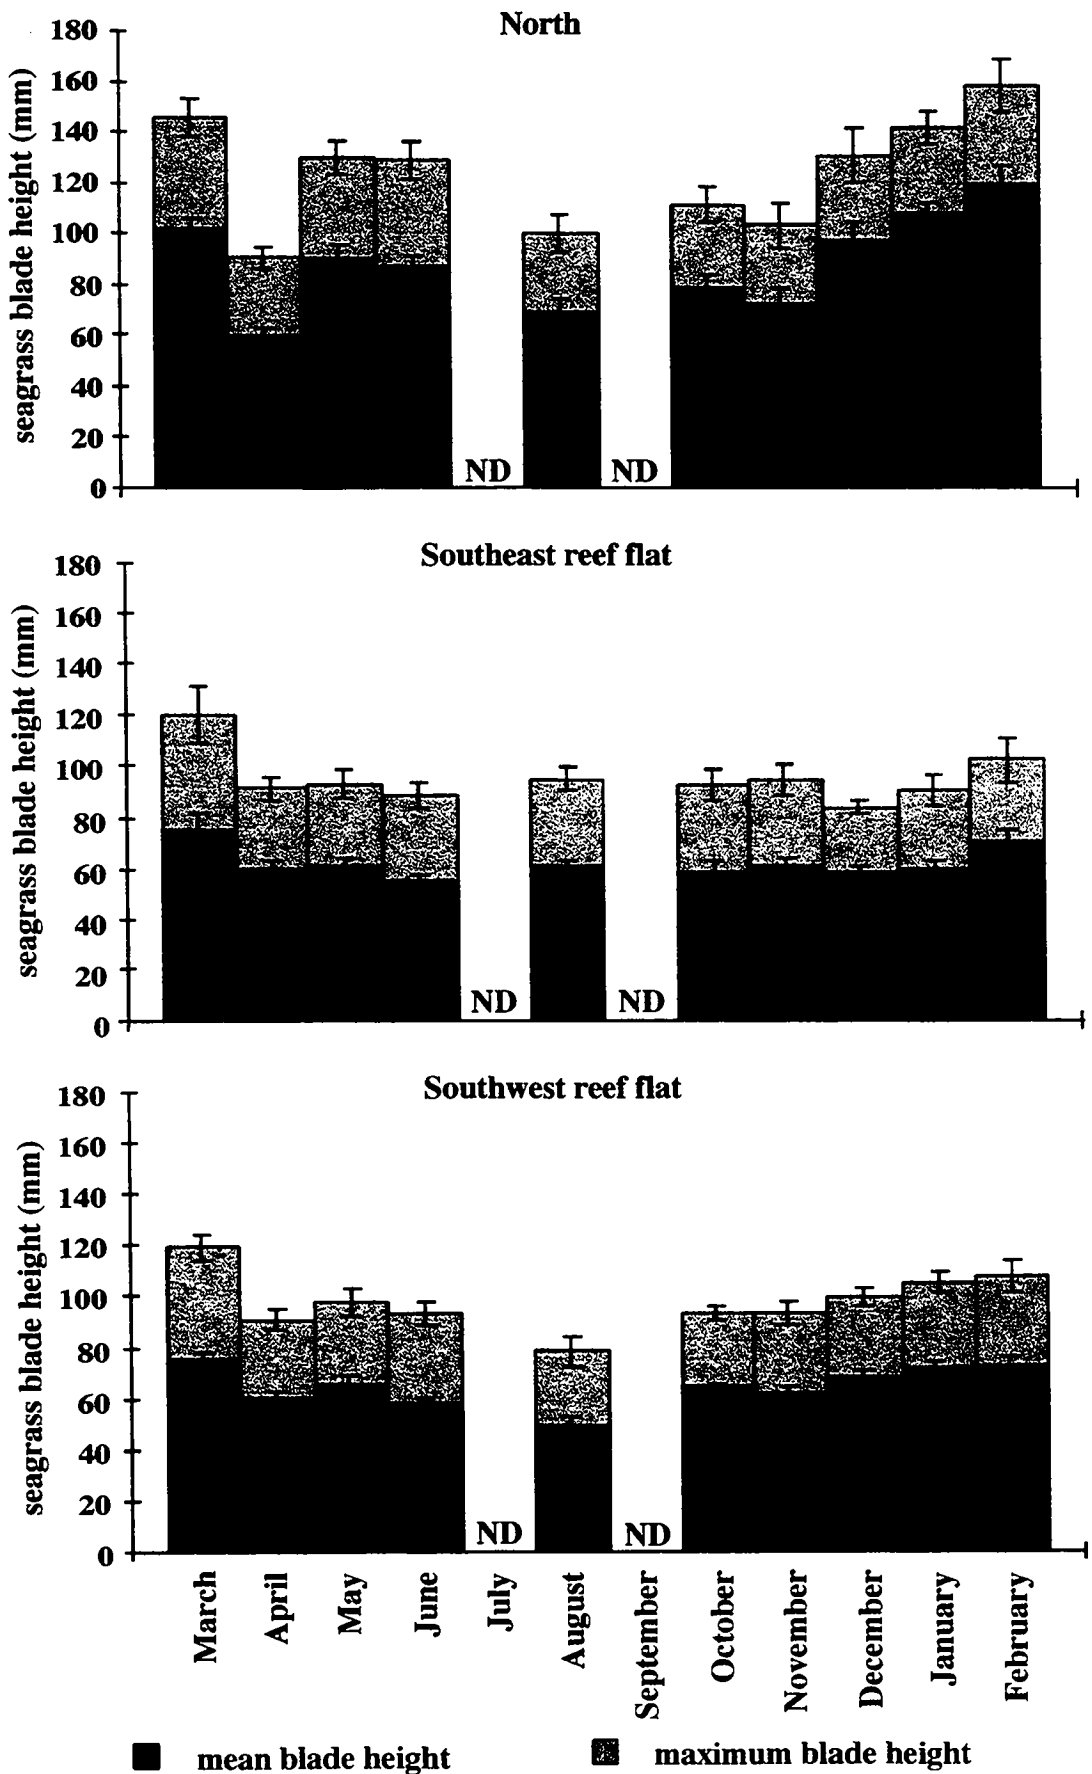 North
seagrass blade height (mm)
180
160
140
120
100
80
60
40
20
0
ND
ND
Southeast reef flat
seagrass blade height (mm)
180
160
140
120
100
80
60
40
20
0
ND
ND
Southwest reef flat
seagrass blade height (mm)
180
160
140
120
100
80
60
40
20
0
ND
ND
March
April
May
June
July
August
September
October
November
December
January
February
mean blade height
maximum blade height